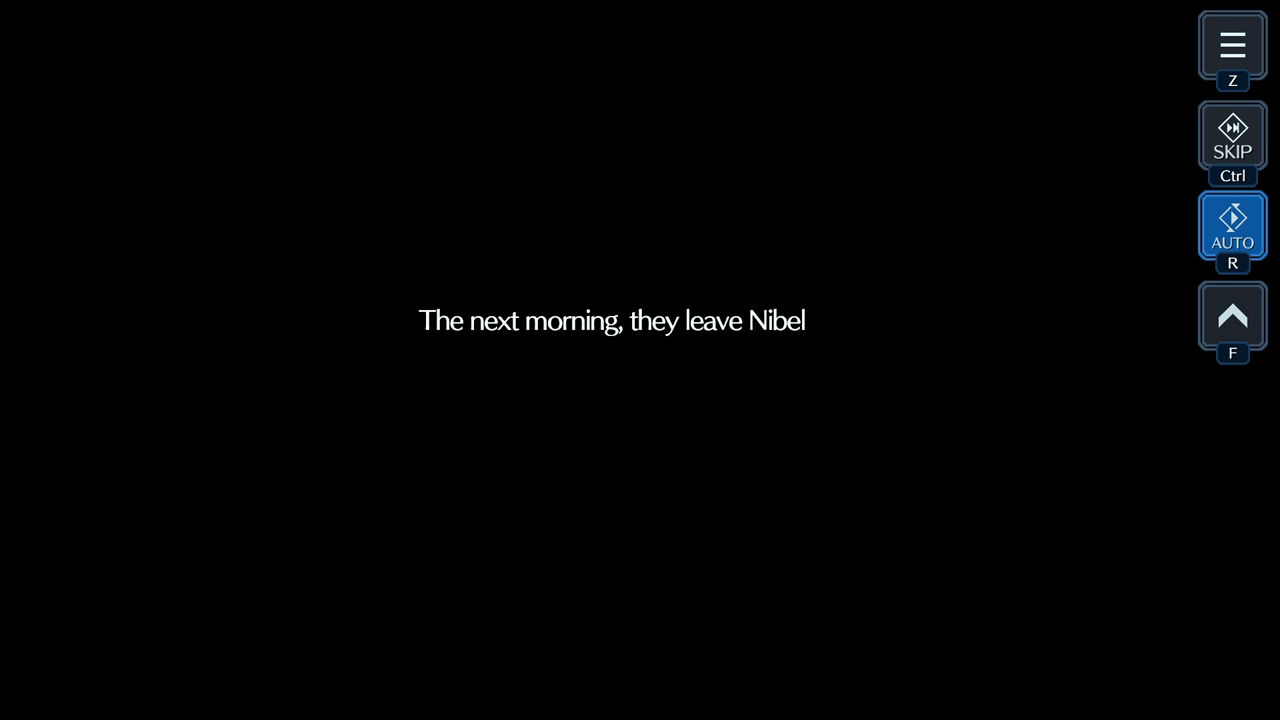 Z
SKIP
Ctrl
AUTO
R
The next morning, they leave Nibel
F